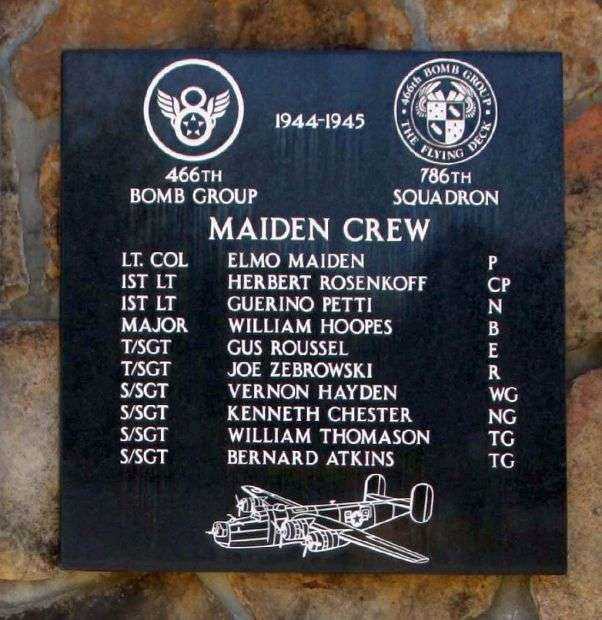 1944-1945
466th BOMB GROUP
THE FLYING DECK
466TH
BOMB GROUP
786TH
SQUADRON
MAIDEN CREW
LT. COL ELMO MAIDEN P
1ST LT HERBERT ROSENKOFF CP
1ST LT GUERINO PETTI N
MAJOR WILLIAM HOOPES B
T/SGT GUS ROUSSEL E
T/SGT JOE ZEBROWSKI R
S/SGT VERNON HAYDEN WG
S/SGT KENNETH CHESTER NG
S/SGT WILLIAM THOMASON TG
S/SGT BERNARD ATKINS TG